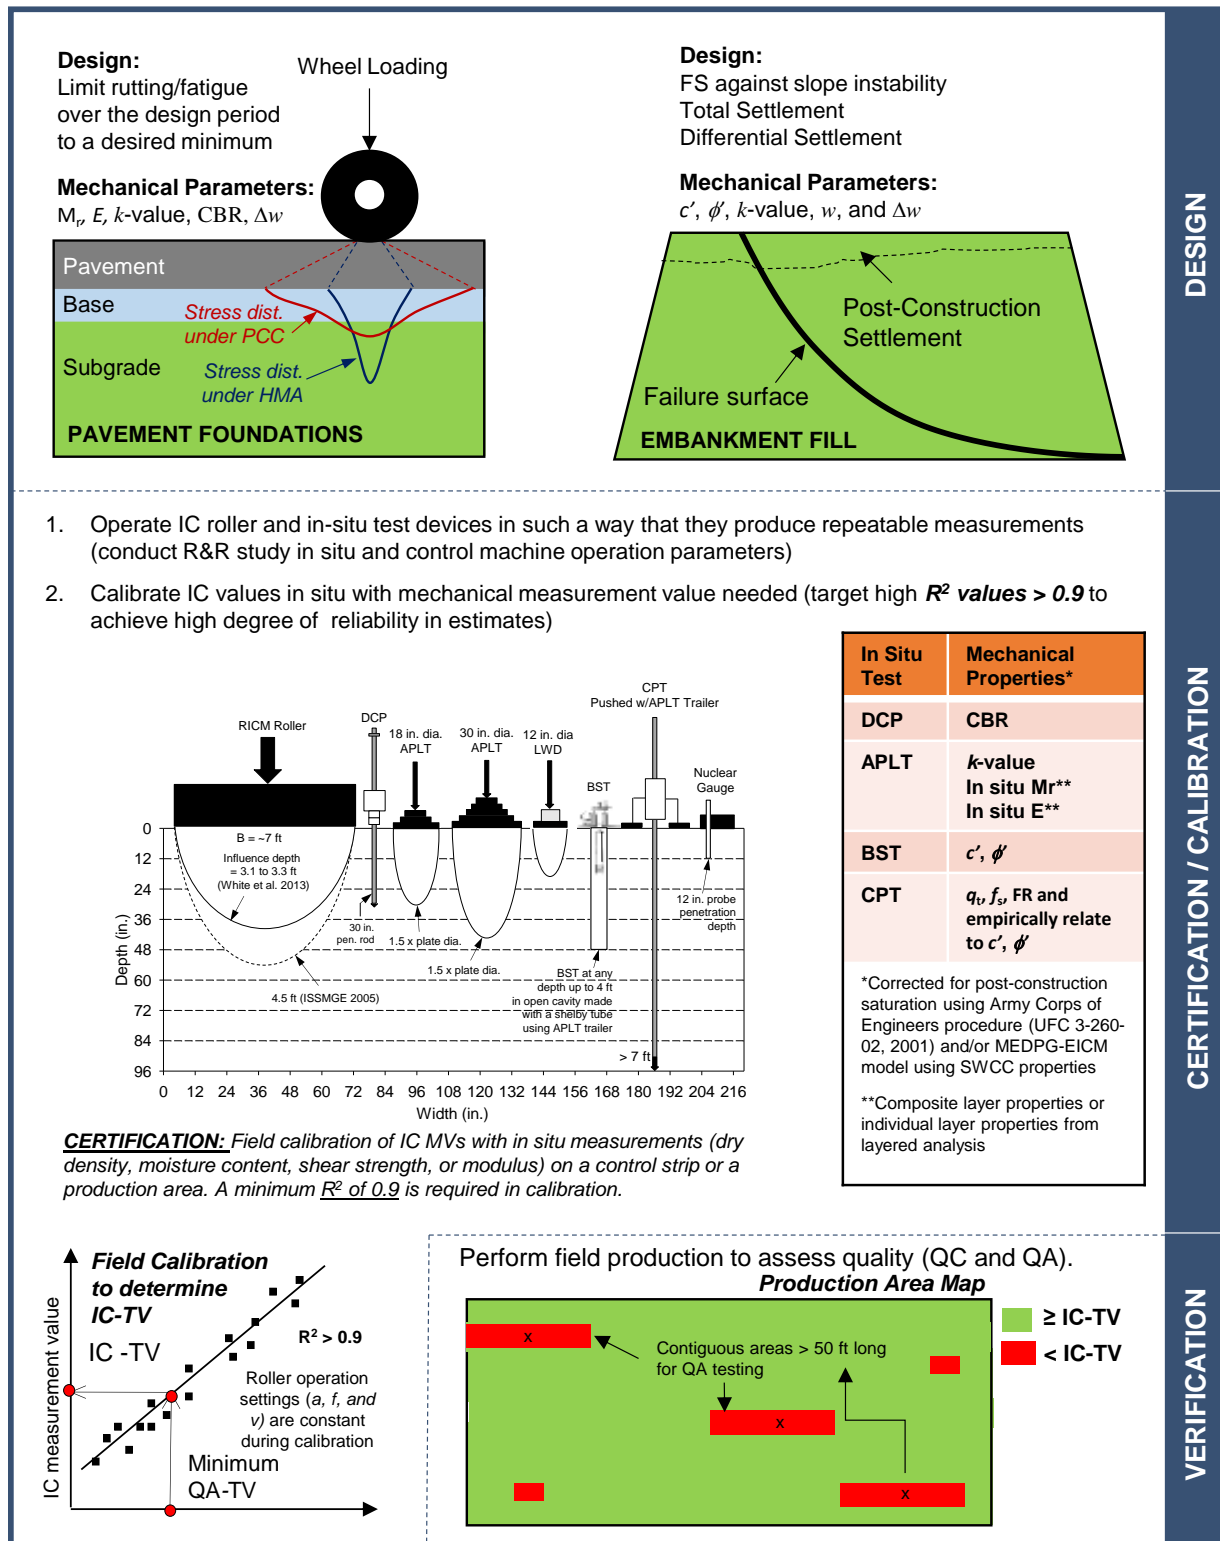 Design:
Limit rutting/fatigue
over the design period
to a desired minimum
Wheel Loading
Mechanical Parameters:
Mr, E, k-value, CBR, Δw
Pavement
Base
Stress dist.
under PCC
Subgrade
Stress dist.
under HMA
PAVEMENT FOUNDATIONS
Design:
FS against slope instability
Total Settlement
Differential Settlement
Mechanical Parameters:
c′, ϕ′, k-value, w, and Δw
Post-Construction
Settlement
Failure surface
EMBANKMENT FILL
DESIGN
1. Operate IC roller and in-situ test devices in such a way that they produce repeatable measurements
(conduct R&R study in situ and control machine operation parameters)
2. Calibrate IC values in situ with mechanical measurement value needed (target high R² values > 0.9 to
achieve high degree of reliability in estimates)
RICM Roller
DCP
18 in. dia.
APLT
30 in. dia.
APLT
12 in. dia
LWD
BST
CPT
Pushed w/APLT Trailer
Nuclear
Gauge
B = ~7 ft
Influence depth
= 3.1 to 3.3 ft
(White et al. 2013)
4.5 ft (ISSMGE 2005)
30 in.
pen. rod
1.5 x plate dia.
1.5 x plate dia.
BST at any
depth up to 4 ft
in open cavity made
with a shelby tube
using APLT trailer
12 in. probe
penetration
depth
> 7 ft
Depth (in.)
0
12
24
36
48
60
72
84
96
0 12 24 36 48 60 72 84 96 108 120 132 144 156 168 180 192 204 216
Width (in.)
In Situ Mechanical
Test Properties*
DCP CBR
APLT k-value
In situ Mr**
In situ E**
BST c′, ϕ′
CPT qt, fs, FR and
empirically relate
to c′, ϕ′
*Corrected for post-construction
saturation using Army Corps of
Engineers procedure (UFC 3-260-
02, 2001) and/or MEDPG-EICM
model using SWCC properties
**Composite layer properties or
individual layer properties from
layered analysis
CERTIFICATION: Field calibration of IC MVs with in situ measurements (dry
density, moisture content, shear strength, or modulus) on a control strip or a
production area. A minimum R² of 0.9 is required in calibration.
CERTIFICATION / CALIBRATION
Field Calibration
to determine
IC-TV
IC -TV
R² > 0.9
Roller operation
settings (a, f, and
v) are constant
during calibration
Minimum
QA-TV
IC measurement value
Perform field production to assess quality (QC and QA).
Production Area Map
x
Contiguous areas > 50 ft long
for QA testing
x
x
≥ IC-TV
< IC-TV
VERIFICATION